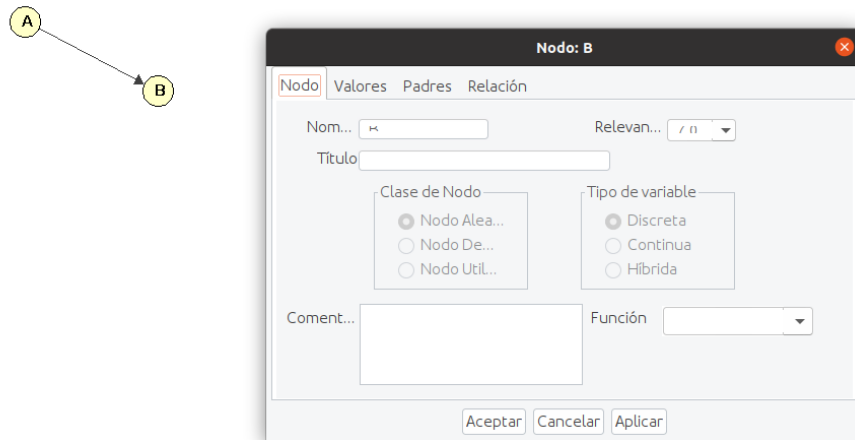 A
B
Nodo: B
Nodo Valores Padres Relación
Nom... Relevan...
Título
Clase de Nodo Tipo de variable
Nodo Alea... Discreta
Nodo De... Continua
Nodo Util... Híbrida
Coment... Función
Aceptar Cancelar Aplicar